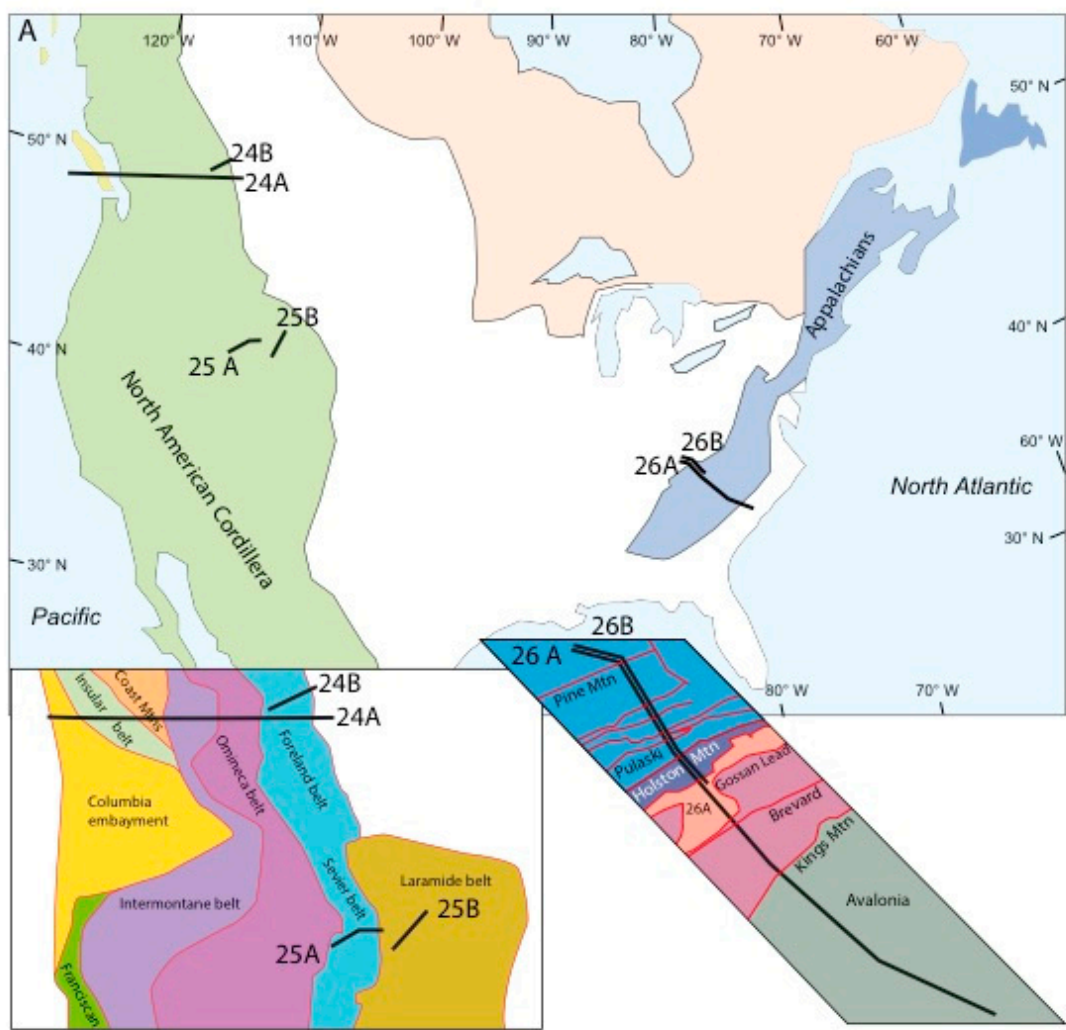 A
120° W
110° W
100° W
90° W
80° W
70° W
60° W
50° N
50° N
24B
24A
25B
40° N
25 A
North American Cordillera
Appalachians
40° N
26B
26A
60° W
North Atlantic
30° N
30° N
Pacific
80° W
70° W
Insular
belt
Coast Mtns
24B
24A
Omineca belt
Foreland belt
Columbia
embayment
Sevier belt
Laramide belt
Intermontane belt
25B
25A
Franciscan
26B
26 A
Pine Mtn
Pulaski
Holston Mtn
Gossan Lead
26A
Brevard
Kings Mtn
Avalonia